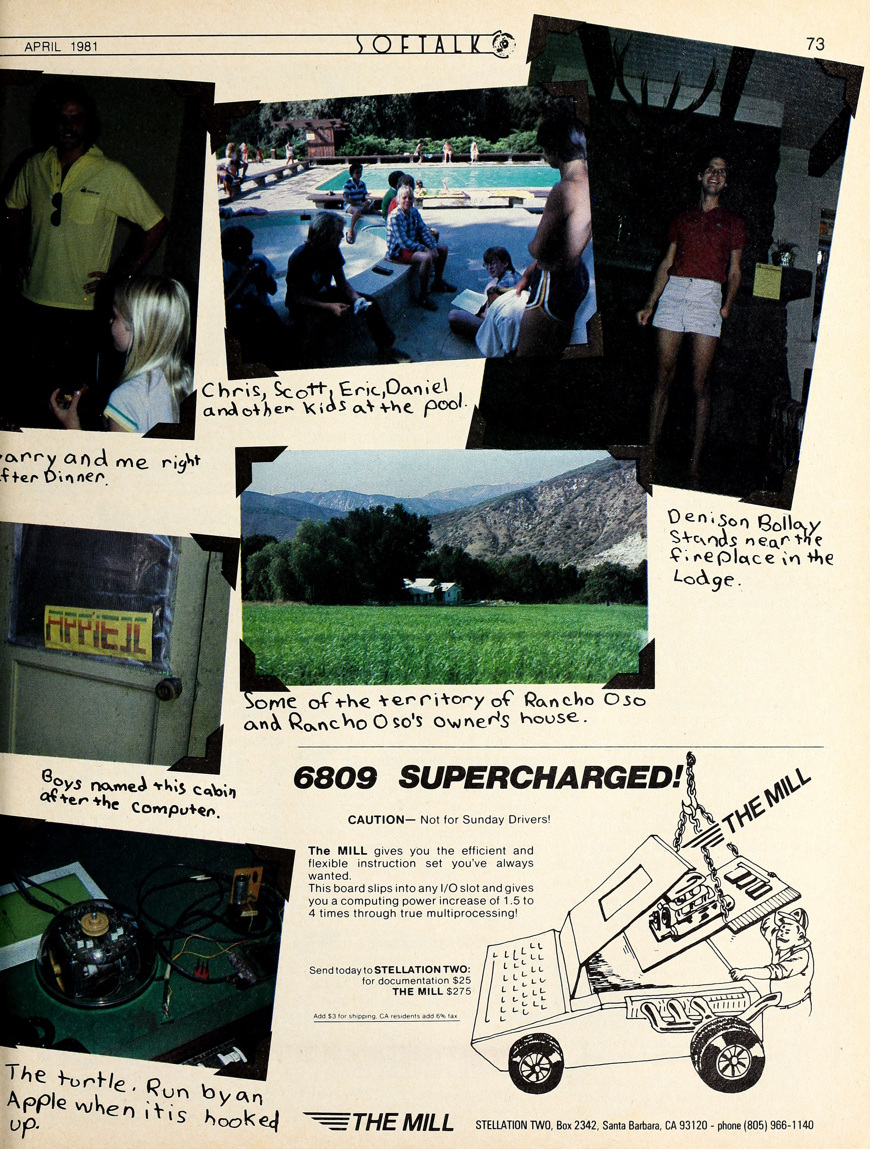 APRIL 1981
SOFTALK
73
Chris, Scott, Eric, Daniel
and other kids at the pool.
arry and me right
fter Dinner.
Denison Bollay
Stands near the
fireplace in the
Lodge.
APPLE ][
Some of the territory of Rancho Oso
and Rancho Oso's owner's house.
Boys named this cabin
after the computer.
The turtle. Run by an
Apple when it is hooked
up.
6809 SUPERCHARGED!
THE MILL
CAUTION— Not for Sunday Drivers!
The MILL gives you the efficient and
flexible instruction set you've always
wanted.
This board slips into any I/O slot and gives
you a computing power increase of 1.5 to
4 times through true multiprocessing!
Send today to STELLATION TWO:
for documentation $25
THE MILL $275
Add $3 for shipping, CA residents add 6% tax
THE MILL
STELLATION TWO, Box 2342, Santa Barbara, CA 93120 - phone (805) 966-1140